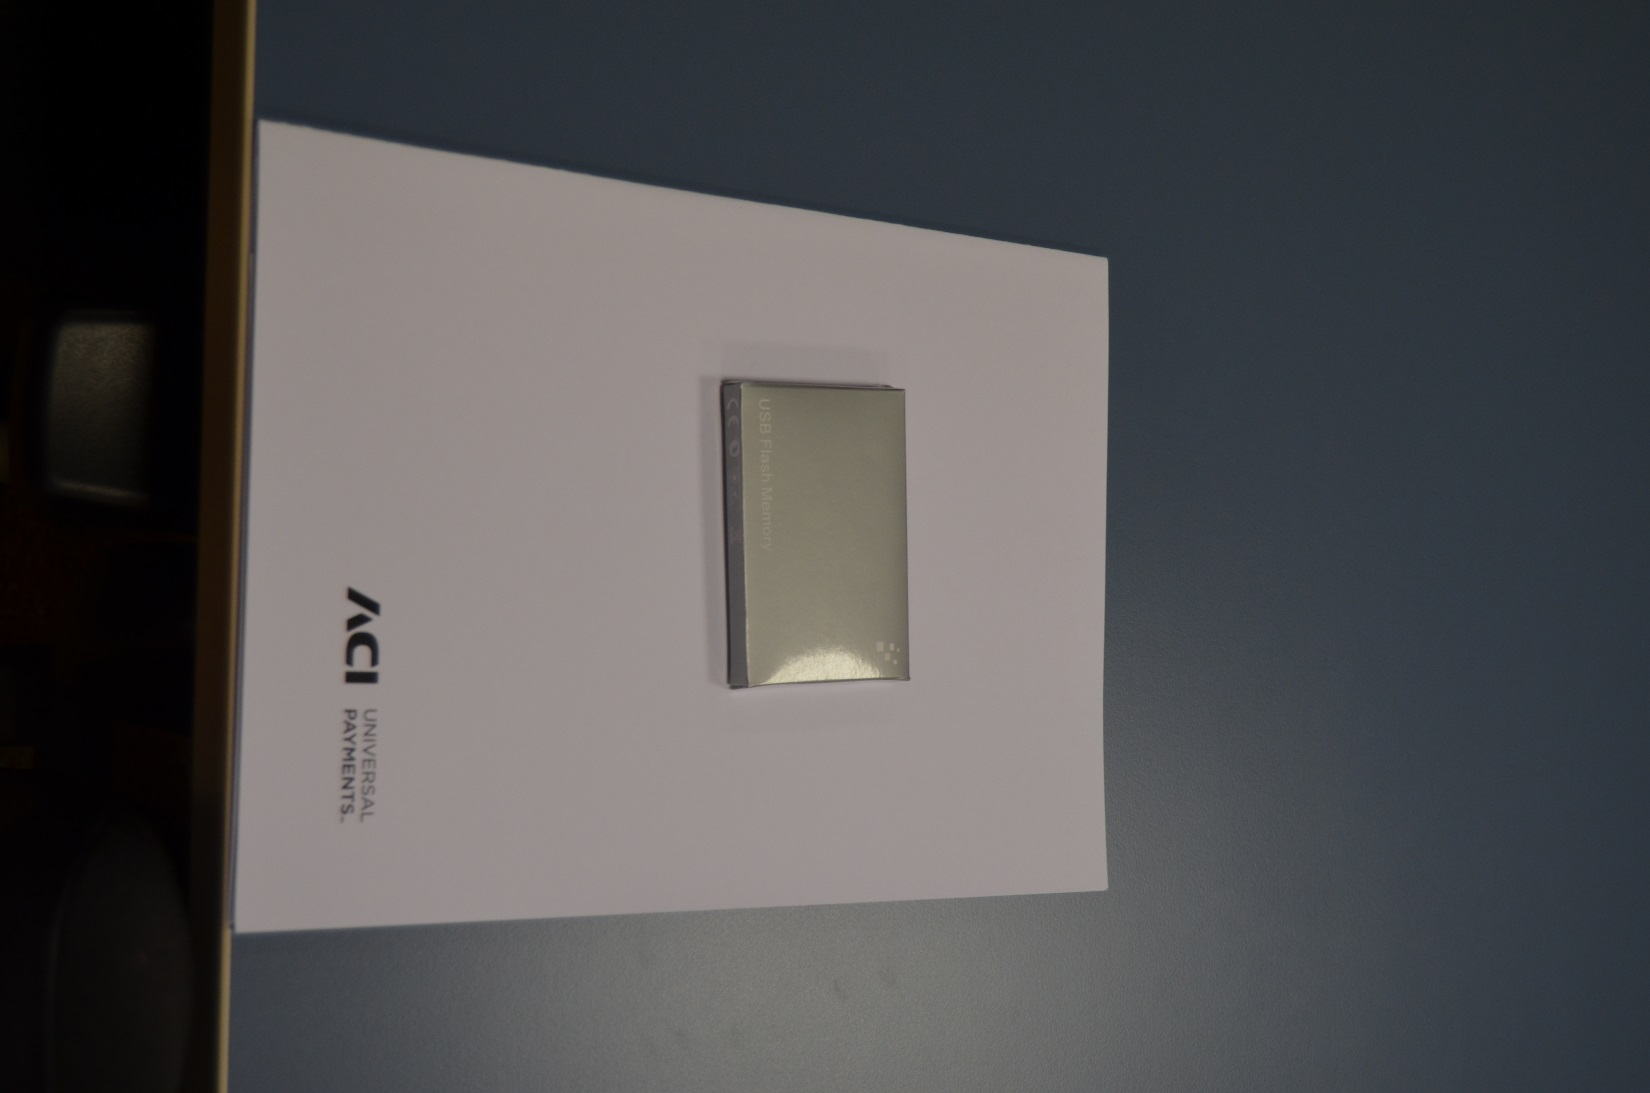 USB Flash Memory
ACI
UNIVERSAL
PAYMENTS.